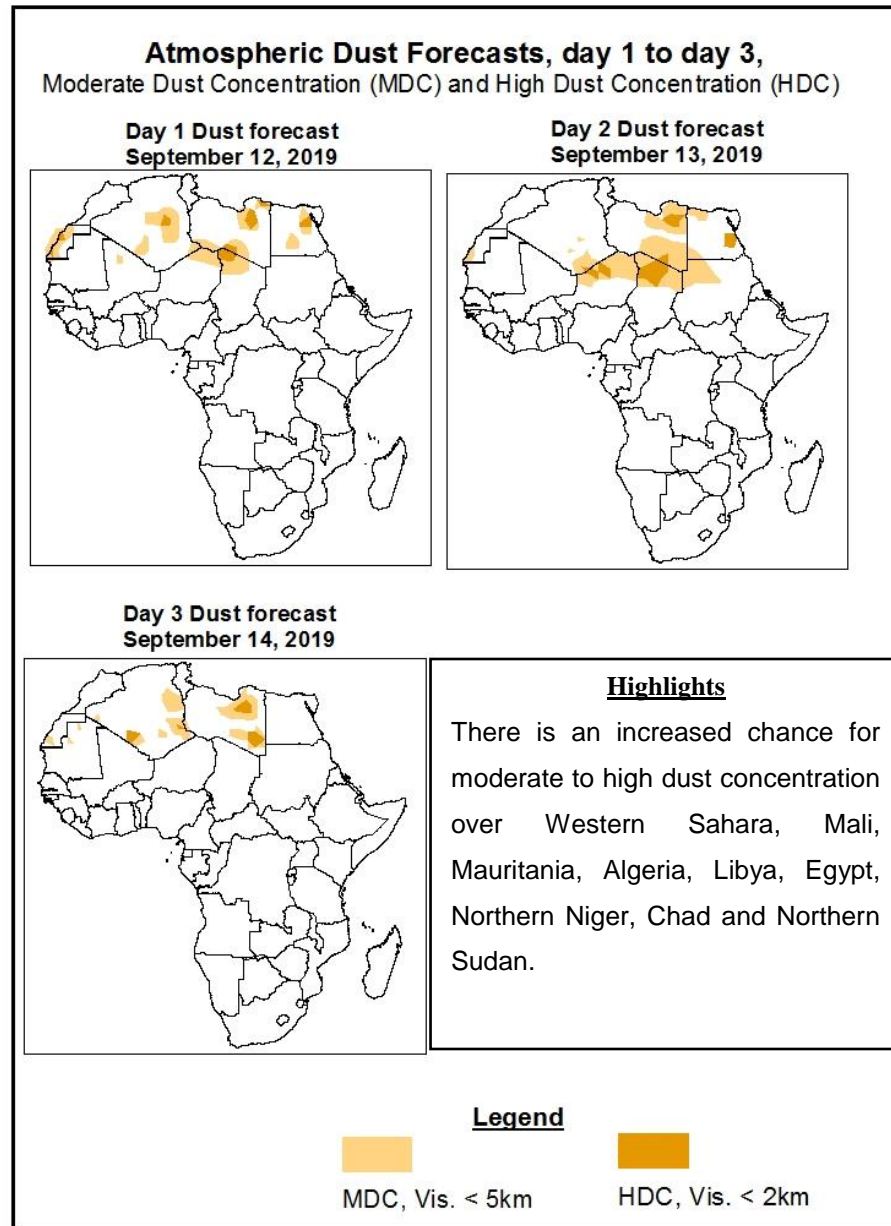 Atmospheric Dust Forecasts, day 1 to day 3,
Moderate Dust Concentration (MDC) and High Dust Concentration (HDC)
Day 1 Dust forecast
September 12, 2019
Day 2 Dust forecast
September 13, 2019
Day 3 Dust forecast
September 14, 2019
Highlights
There is an increased chance for
moderate to high dust concentration
over Western Sahara, Mali,
Mauritania, Algeria, Libya, Egypt,
Northern Niger, Chad and Northern
Sudan.
Legend
MDC, Vis. < 5km
HDC, Vis. < 2km